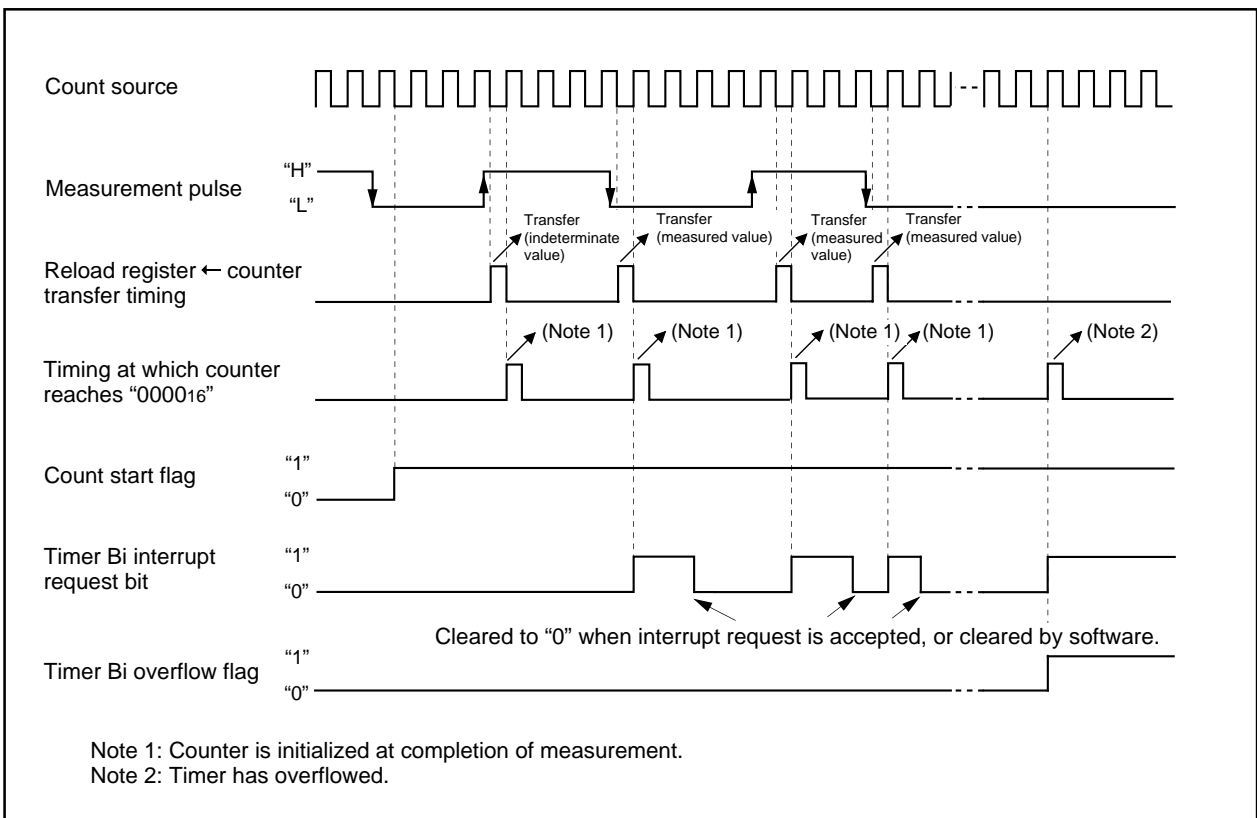 Count source
Measurement pulse
“H”
“L”
Transfer
(indeterminate
value)
Transfer
(measured value)
Transfer
(measured
value)
Transfer
(measured value)
Reload register ← counter
transfer timing
(Note 1)
(Note 1)
(Note 1)
(Note 1)
(Note 2)
Timing at which counter
reaches “000016”
Count start flag
“1”
“0”
Timer Bi interrupt
request bit
“1”
“0”
Cleared to “0” when interrupt request is accepted, or cleared by software.
Timer Bi overflow flag
“1”
“0”
Note 1: Counter is initialized at completion of measurement.
Note 2: Timer has overflowed.